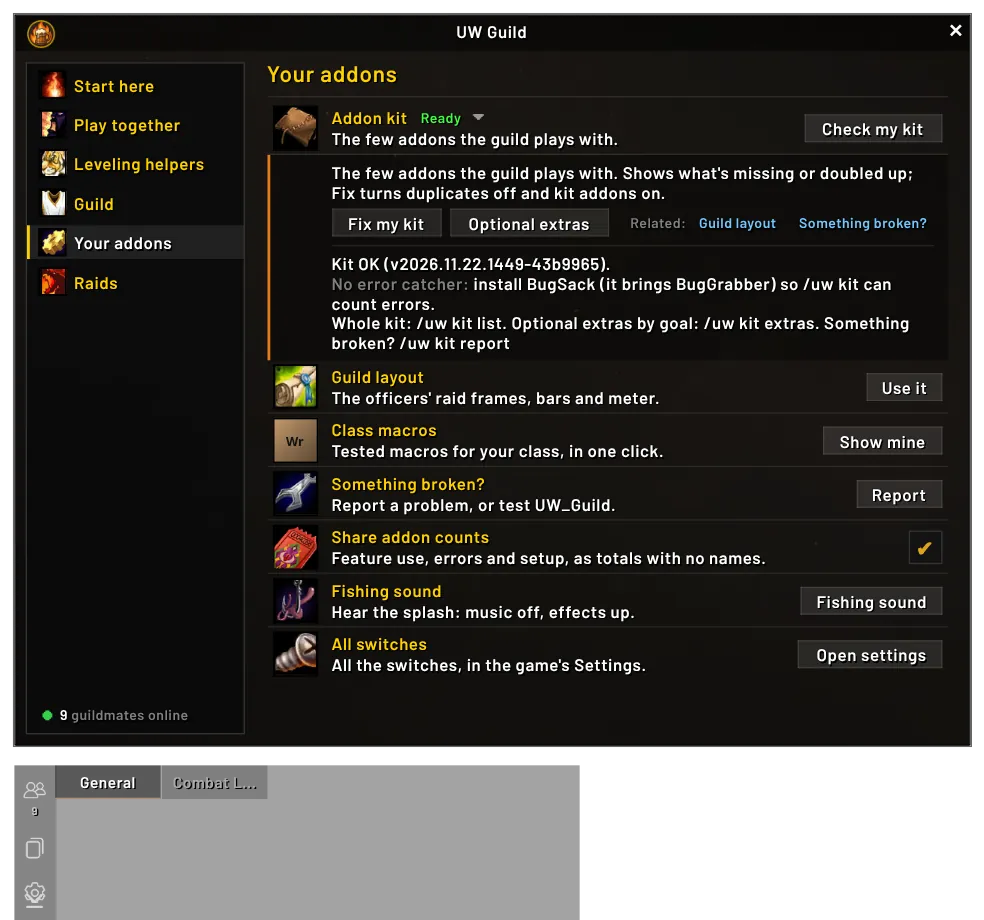 UW Guild
Start here
Play together
Leveling helpers
Guild
Your addons
Raids
9 guildmates online
Your addons
Addon kit Ready
The few addons the guild plays with.
Check my kit
The few addons the guild plays with. Shows what's missing or doubled up;
Fix turns duplicates off and kit addons on.
Fix my kit
Optional extras
Related: Guild layout Something broken?
Kit OK (v2026.11.22.1449-43b9965).
No error catcher: install BugSack (it brings BugGrabber) so /uw kit can
count errors.
Whole kit: /uw kit list. Optional extras by goal: /uw kit extras. Something
broken? /uw kit report
Guild layout
The officers' raid frames, bars and meter.
Use it
Wr
Class macros
Tested macros for your class, in one click.
Show mine
Something broken?
Report a problem, or test UW_Guild.
Report
Share addon counts
Feature use, errors and setup, as totals with no names.
Fishing sound
Hear the splash: music off, effects up.
Fishing sound
All switches
All the switches, in the game's Settings.
Open settings
General
Combat L...
9